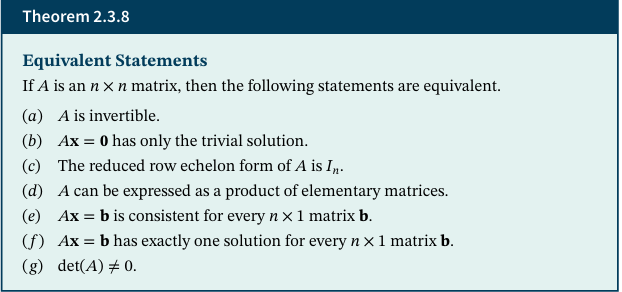 Theorem 2.3.8
Equivalent Statements
If A is an n × n matrix, then the following statements are equivalent.
(a) A is invertible.
(b) Ax = 0 has only the trivial solution.
(c) The reduced row echelon form of A is Iₙ.
(d) A can be expressed as a product of elementary matrices.
(e) Ax = b is consistent for every n × 1 matrix b.
(f) Ax = b has exactly one solution for every n × 1 matrix b.
(g) det(A) ≠ 0.